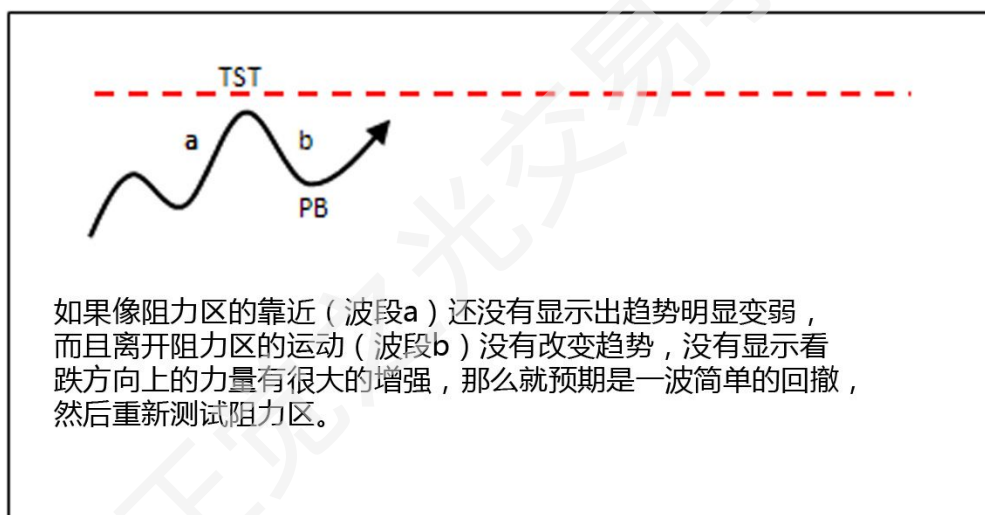 TST
a
b
PB
如果像阻力区的靠近（波段a）还没有显示出趋势明显变弱，
而且离开阻力区的运动（波段b）没有改变趋势，没有显示看
跌方向上的力量有很大的增强，那么就预期是一波简单的回撤，
然后重新测试阻力区。